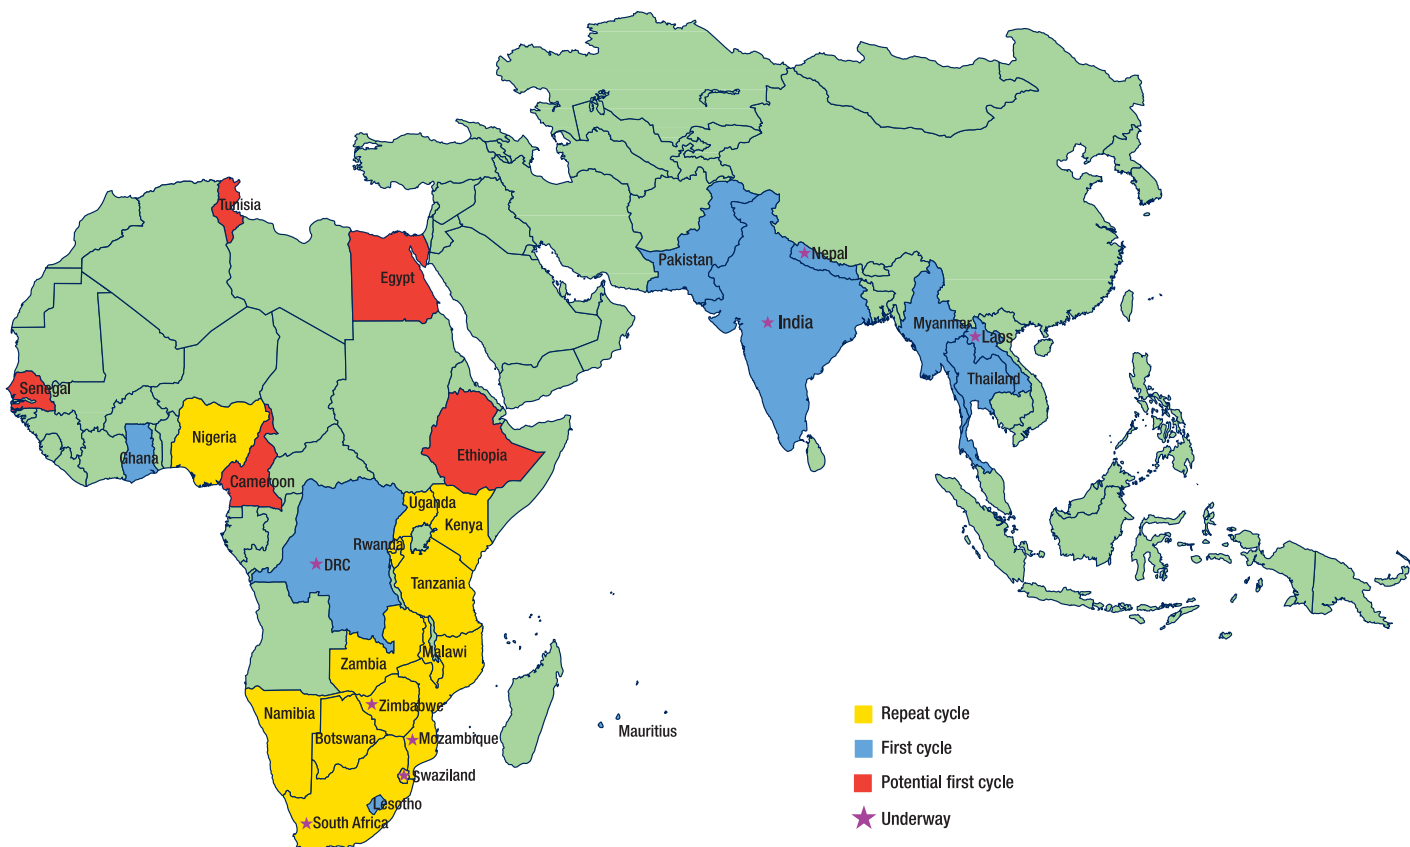 Tunisia
Egypt
Pakistan
Nepal
India
Myanmar
Laos
Thailand
Senegal
Ghana
Nigeria
Cameroon
Ethiopia
Uganda
Kenya
Rwanda
DRC
Tanzania
Malawi
Zambia
Zimbabwe
Namibia
Botswana
Mozambique
Mauritius
Swaziland
Lesotho
South Africa
Repeat cycle
First cycle
Potential first cycle
Underway